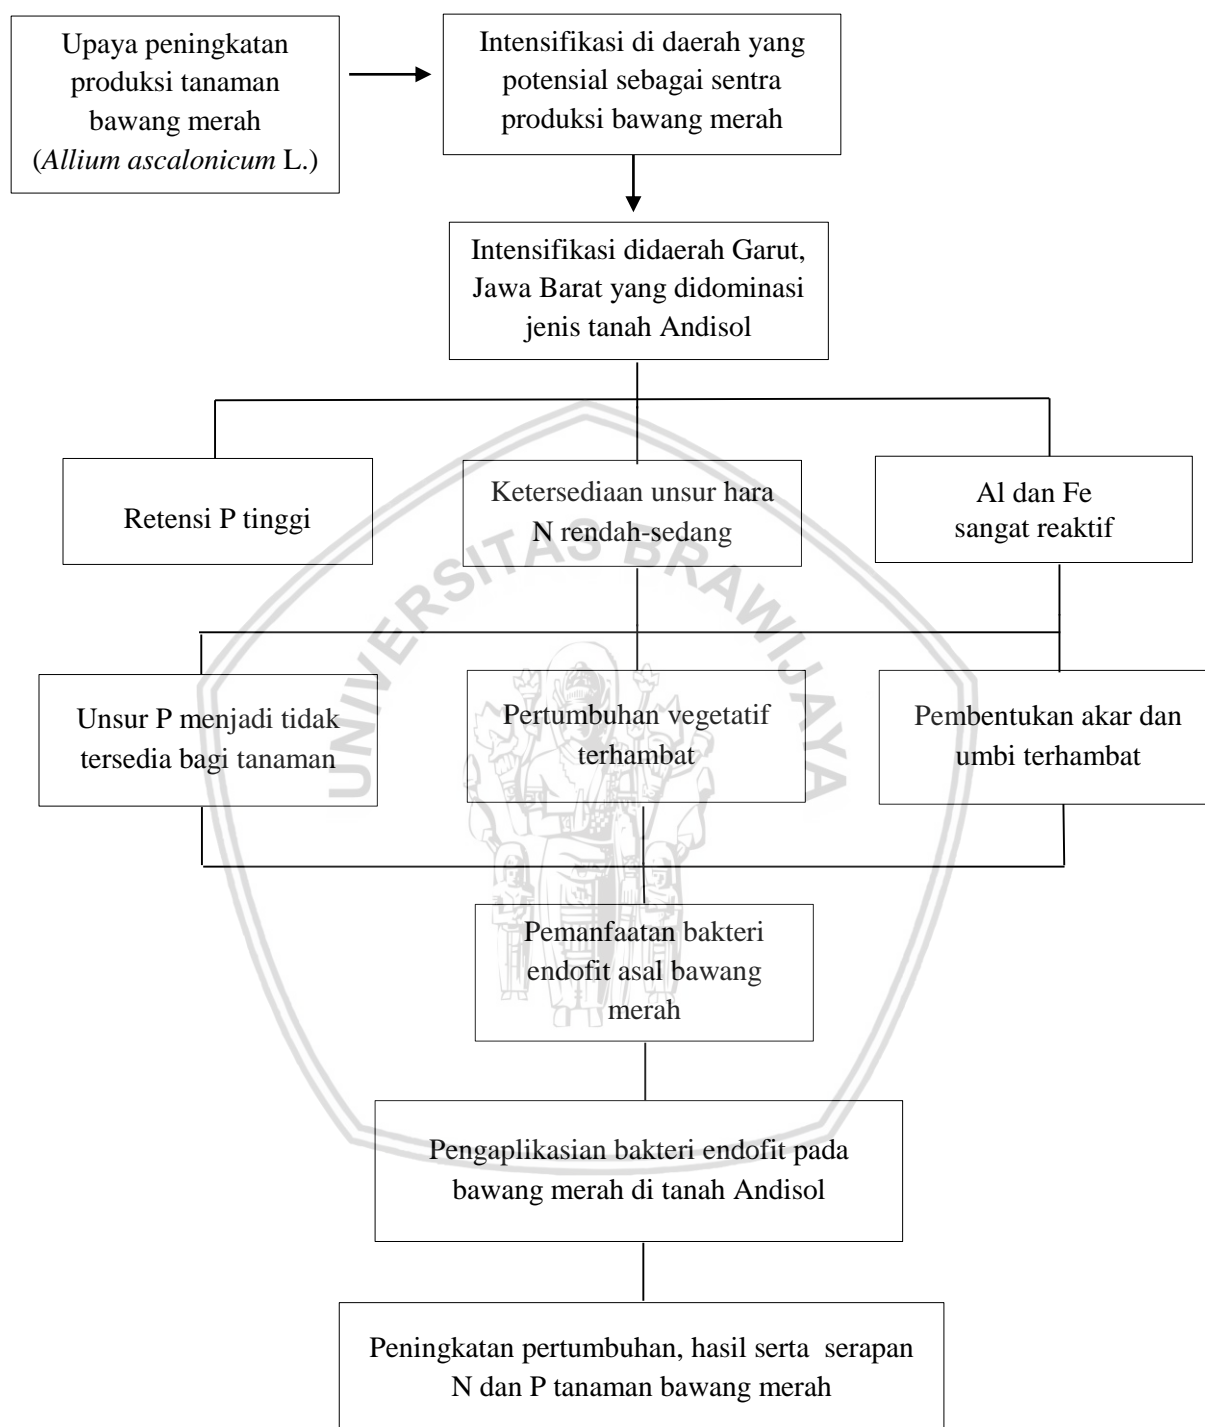 Upaya peningkatan
produksi tanaman
bawang merah
(Allium ascalonicum L.)
Intensifikasi di daerah yang
potensial sebagai sentra
produksi bawang merah
Intensifikasi didaerah Garut,
Jawa Barat yang didominasi
jenis tanah Andisol
Retensi P tinggi
Ketersediaan unsur hara
N rendah-sedang
Al dan Fe
sangat reaktif
UNIVERSITAS BRAWIJAYA
Unsur P menjadi tidak
tersedia bagi tanaman
Pertumbuhan vegetatif
terhambat
Pembentukan akar dan
umbi terhambat
Pemanfaatan bakteri
endofit asal bawang
merah
Pengaplikasian bakteri endofit pada
bawang merah di tanah Andisol
Peningkatan pertumbuhan, hasil serta serapan
N dan P tanaman bawang merah